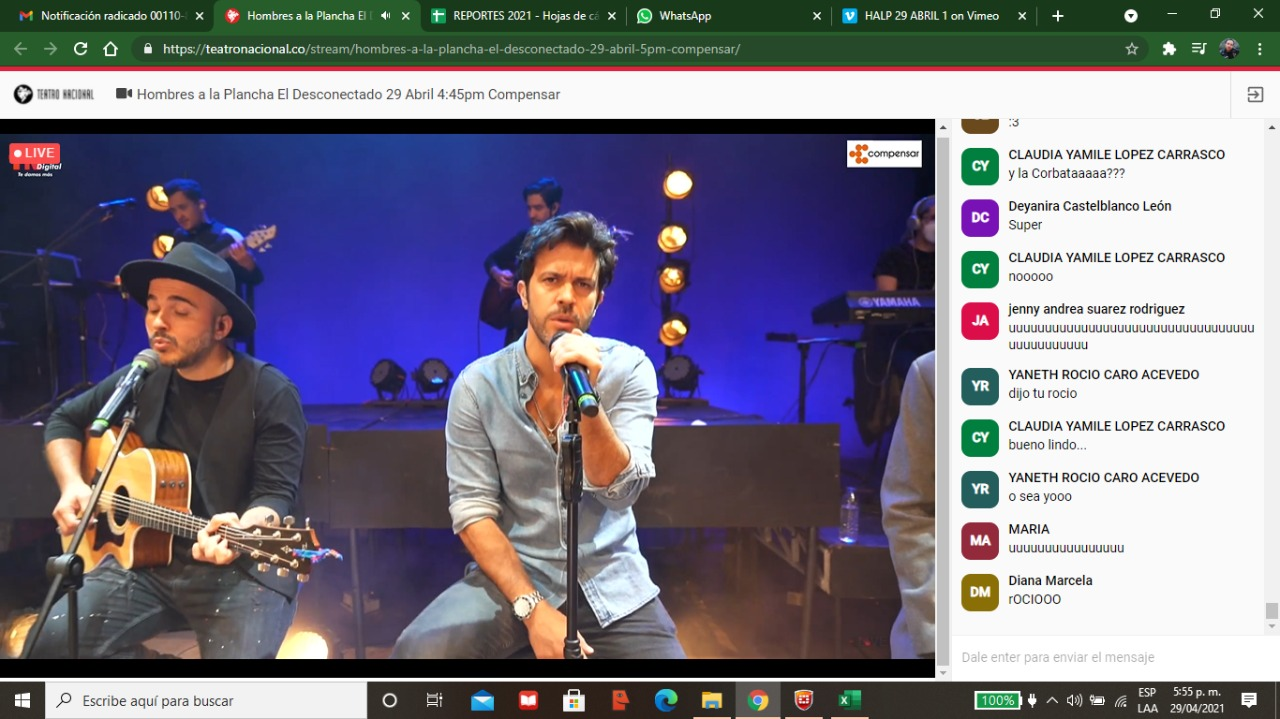 Notificación radicado 00110-8
Hombres a la Plancha El D
REPORTES 2021 - Hojas de cá
WhatsApp
HALP 29 ABRIL 1 on Vimeo
https://teatronacional.co/stream/hombres-a-la-plancha-el-desconectado-29-abril-5pm-compensar/
TEATRO NACIONAL
Hombres a la Plancha El Desconectado 29 Abril 4:45pm Compensar
LIVE
Digital
Te damos más
compensar
YAMAHA
:3
CY
CLAUDIA YAMILE LOPEZ CARRASCO
y la Corbataaaaa???
DC
Deyanira Castelblanco León
Super
CY
CLAUDIA YAMILE LOPEZ CARRASCO
nooooo
JA
jenny andrea suarez rodriguez
uuuuuuuuuuuuuuuuuuuuuuuuuuuuuuuuuu
uuuuuuuuuuu
YR
YANETH ROCIO CARO ACEVEDO
dijo tu rocio
CY
CLAUDIA YAMILE LOPEZ CARRASCO
bueno lindo...
YR
YANETH ROCIO CARO ACEVEDO
o sea yooo
MA
MARIA
uuuuuuuuuuuuuuuu
DM
Diana Marcela
rOCIOOO
Dale enter para enviar el mensaje
Escribe aquí para buscar
100%
ESP
LAA
5:55 p. m.
29/04/2021